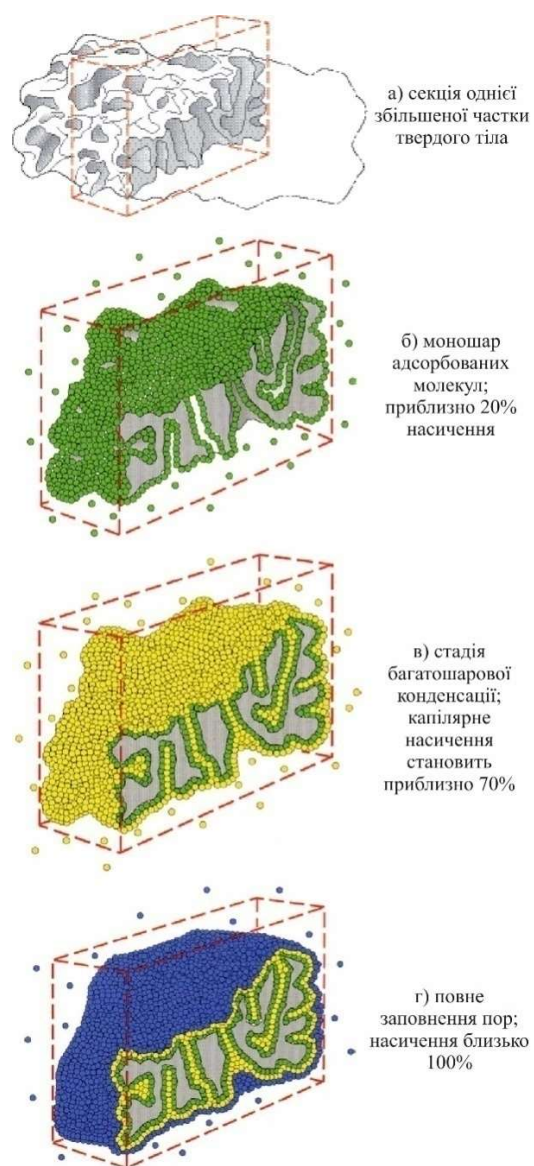 а) секція однієї
збільшеної частки
твердого тіла
б) моношар
адсорбованих
молекул;
приблизно 20%
насичення
в) стадія
багатошарової
конденсації;
капілярне
насичення
становить
приблизно 70%
г) повне
заповнення пор;
насичення близько
100%